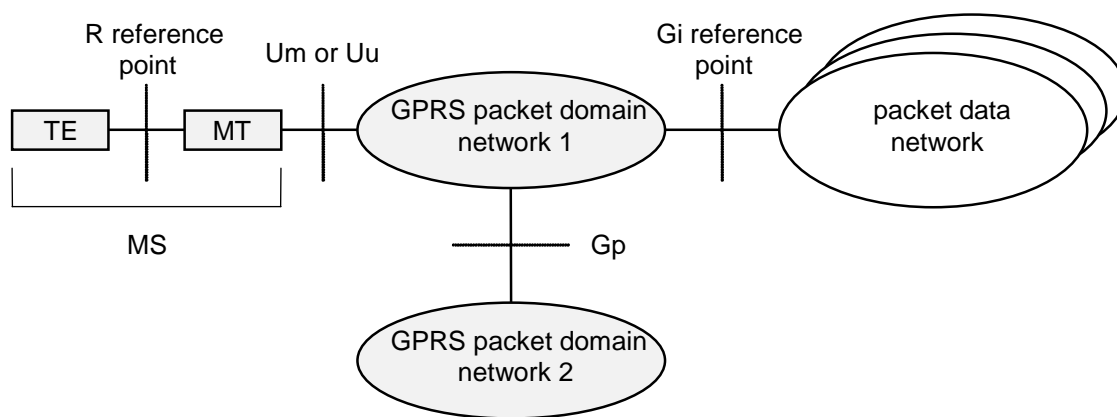 R reference
point
Um or Uu
Gi reference
point
TE
MT
GPRS packet domain
network 1
packet data
network
MS
Gp
GPRS packet domain
network 2